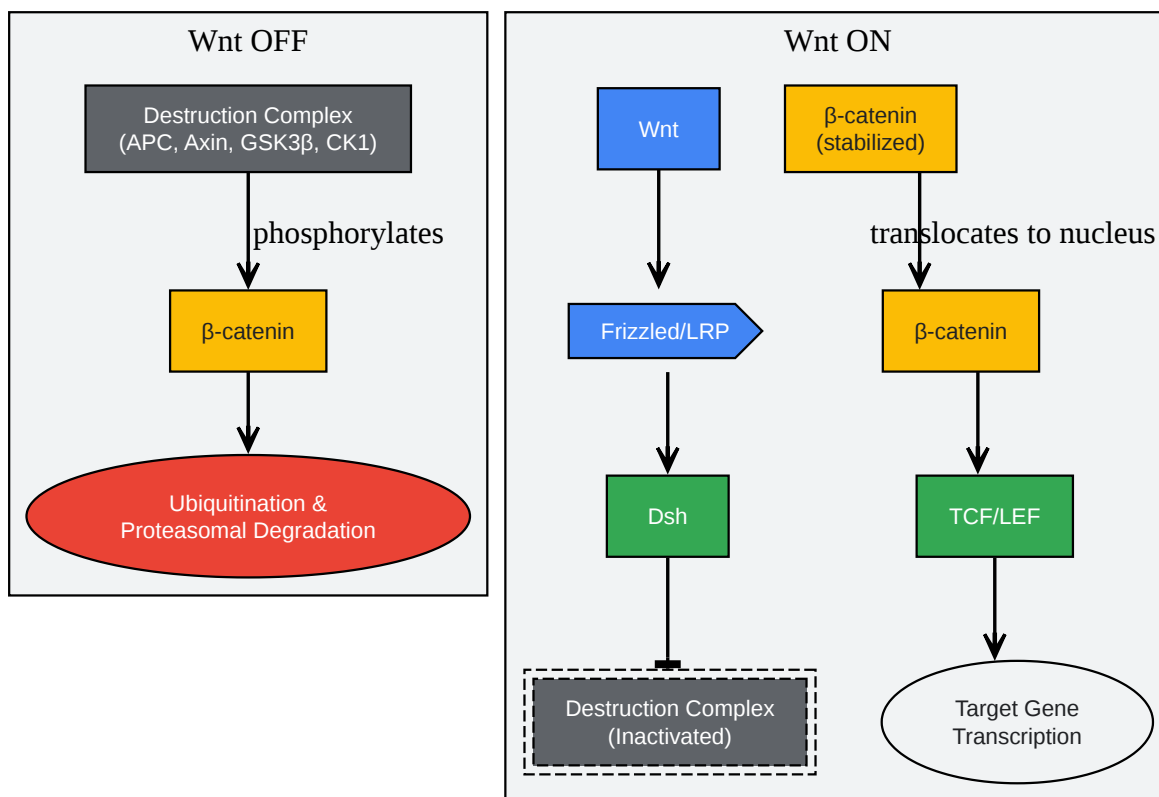 Wnt OFF
Destruction Complex
(APC, Axin, GSK3β, CK1)
phosphorylates
β-catenin
Ubiquitination &
Proteasomal Degradation
Wnt ON
Wnt
Frizzled/LRP
Dsh
Destruction Complex
(Inactivated)
β-catenin
(stabilized)
translocates to nucleus
β-catenin
TCF/LEF
Target Gene
Transcription